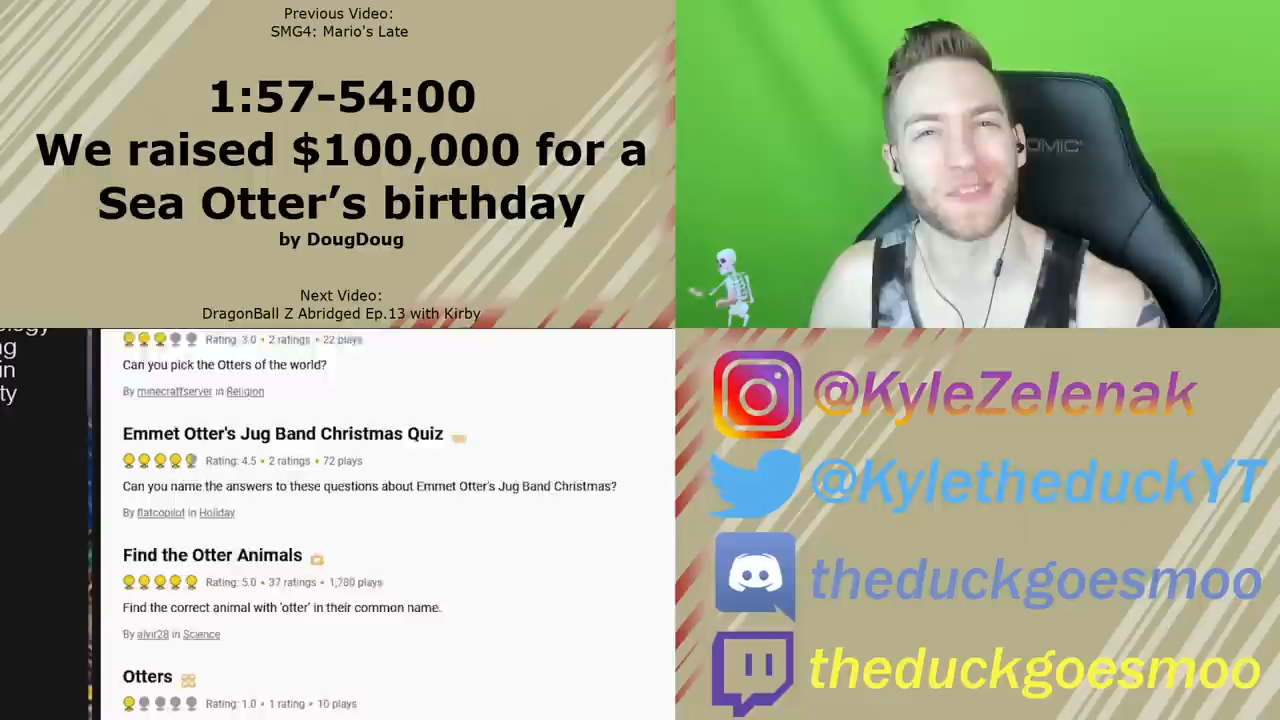 Previous Video:
SMG4: Mario's Late
1:57-54:00
We raised $100,000 for a
Sea Otter’s birthday
by DougDoug
Next Video:
DragonBall Z Abridged Ep.13 with Kirby
OMIC
ng
in
ty
Rating: 3.0 • 2 ratings • 22 plays
Can you pick the Otters of the world?
By minecraffserver in Religion
Emmet Otter's Jug Band Christmas Quiz
Rating: 4.5 • 2 ratings • 72 plays
Can you name the answers to these questions about Emmet Otter's Jug Band Christmas?
By flatcopilot in Holiday
Find the Otter Animals
Rating: 5.0 • 37 ratings • 1,780 plays
Find the correct animal with 'otter' in their common name.
By alvir28 in Science
Otters
Rating: 1.0 • 1 rating • 10 plays
@KyleZelenak
@KyletheduckYT
theduckgoesmoo
theduckgoesmoo